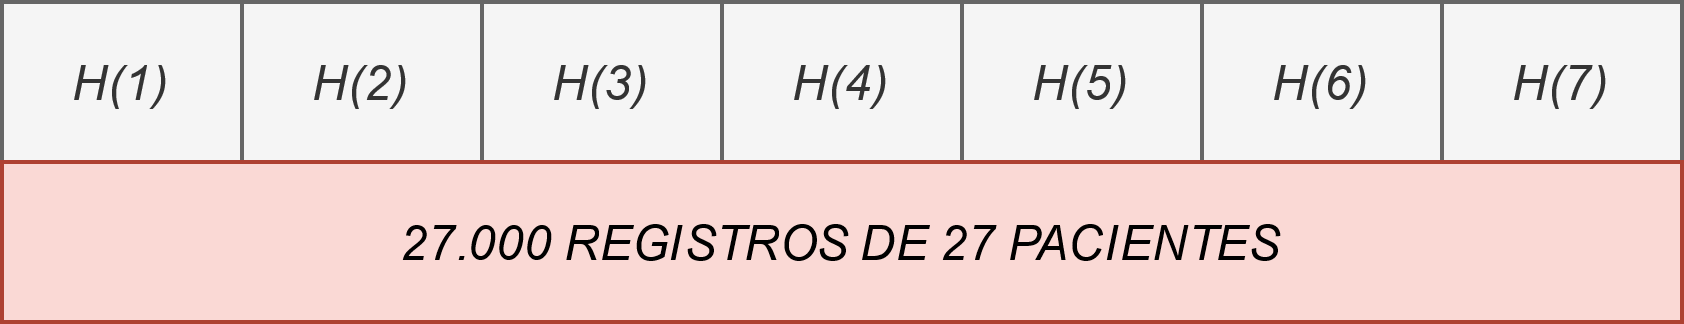 H(1) H(2) H(3) H(4) H(5) H(6) H(7)
27.000 REGISTROS DE 27 PACIENTES